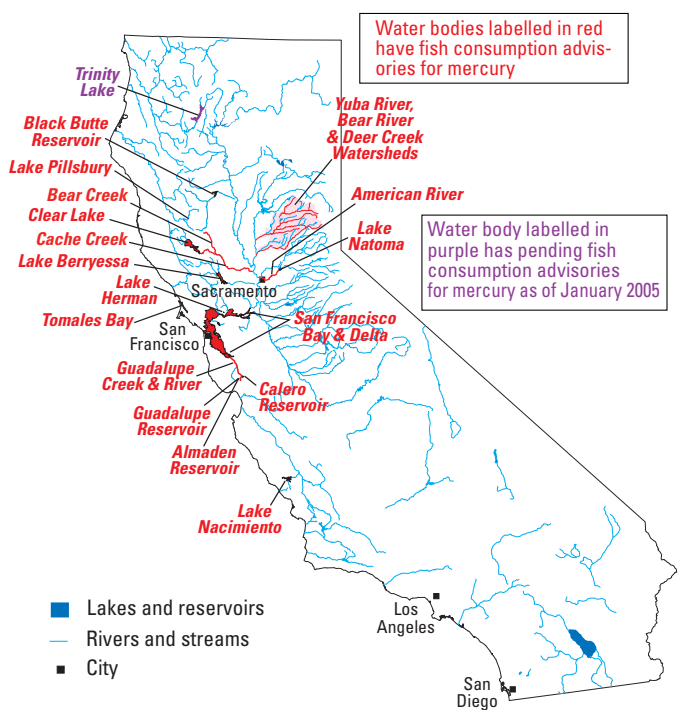 Water bodies labelled in red
have fish consumption advis-
ories for mercury
Trinity
Lake
Black Butte
Reservoir
Lake Pillsbury
Bear Creek
Clear Lake
Cache Creek
Lake Berryessa
Lake
Herman
Tomales Bay
San
Francisco
Sacramento
Yuba River,
Bear River
& Deer Creek
Watersheds
American River
Lake
Natoma
Water body labelled in
purple has pending fish
consumption advisories
for mercury as of January 2005
San Francisco
Bay & Delta
Guadalupe
Creek & River
Calero
Reservoir
Guadalupe
Reservoir
Almaden
Reservoir
Lake
Nacimiento
Lakes and reservoirs
Rivers and streams
City
Los
Angeles
San
Diego